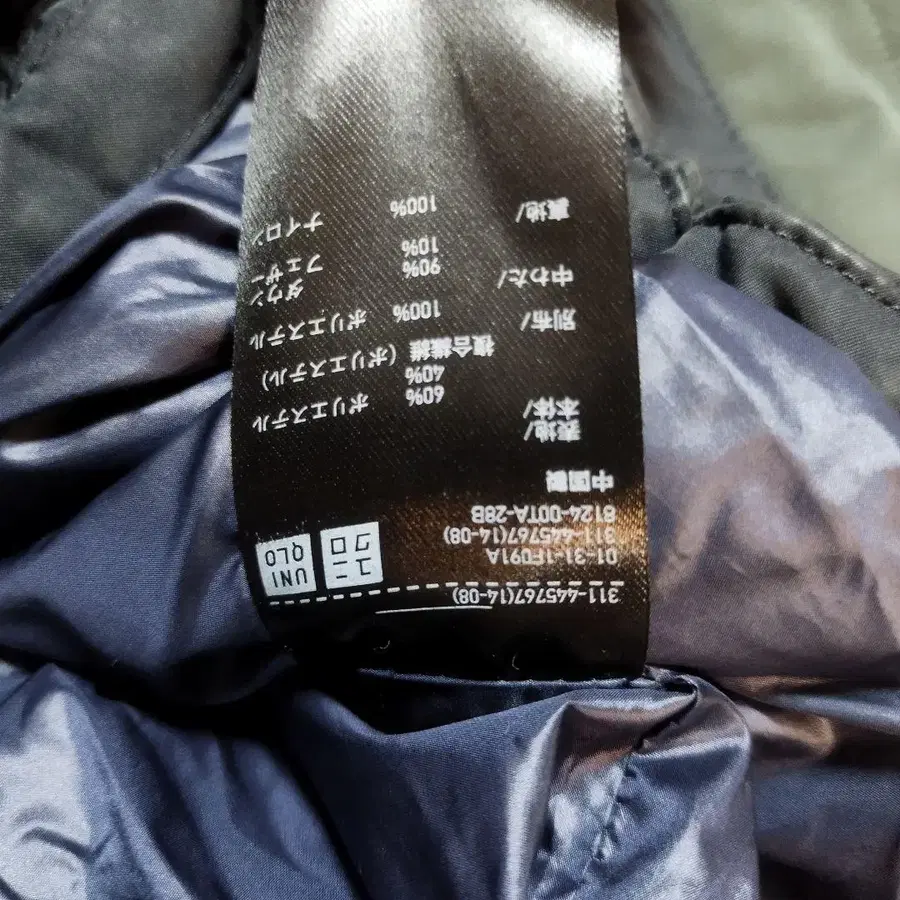 311-445767(14-08)
01-31-1F091A
311-445767(14-08)
8124-00TA-28B
ユニ
クロ
UNI
QLO
中国製
表地/
本体/ 60% ポリエステル
40%
複合繊維 (ポリエステル)
別布/ 100% ポリエステル
中わた/ 90% ダウン
10% フェザー
裏地/ 100% ナイロン